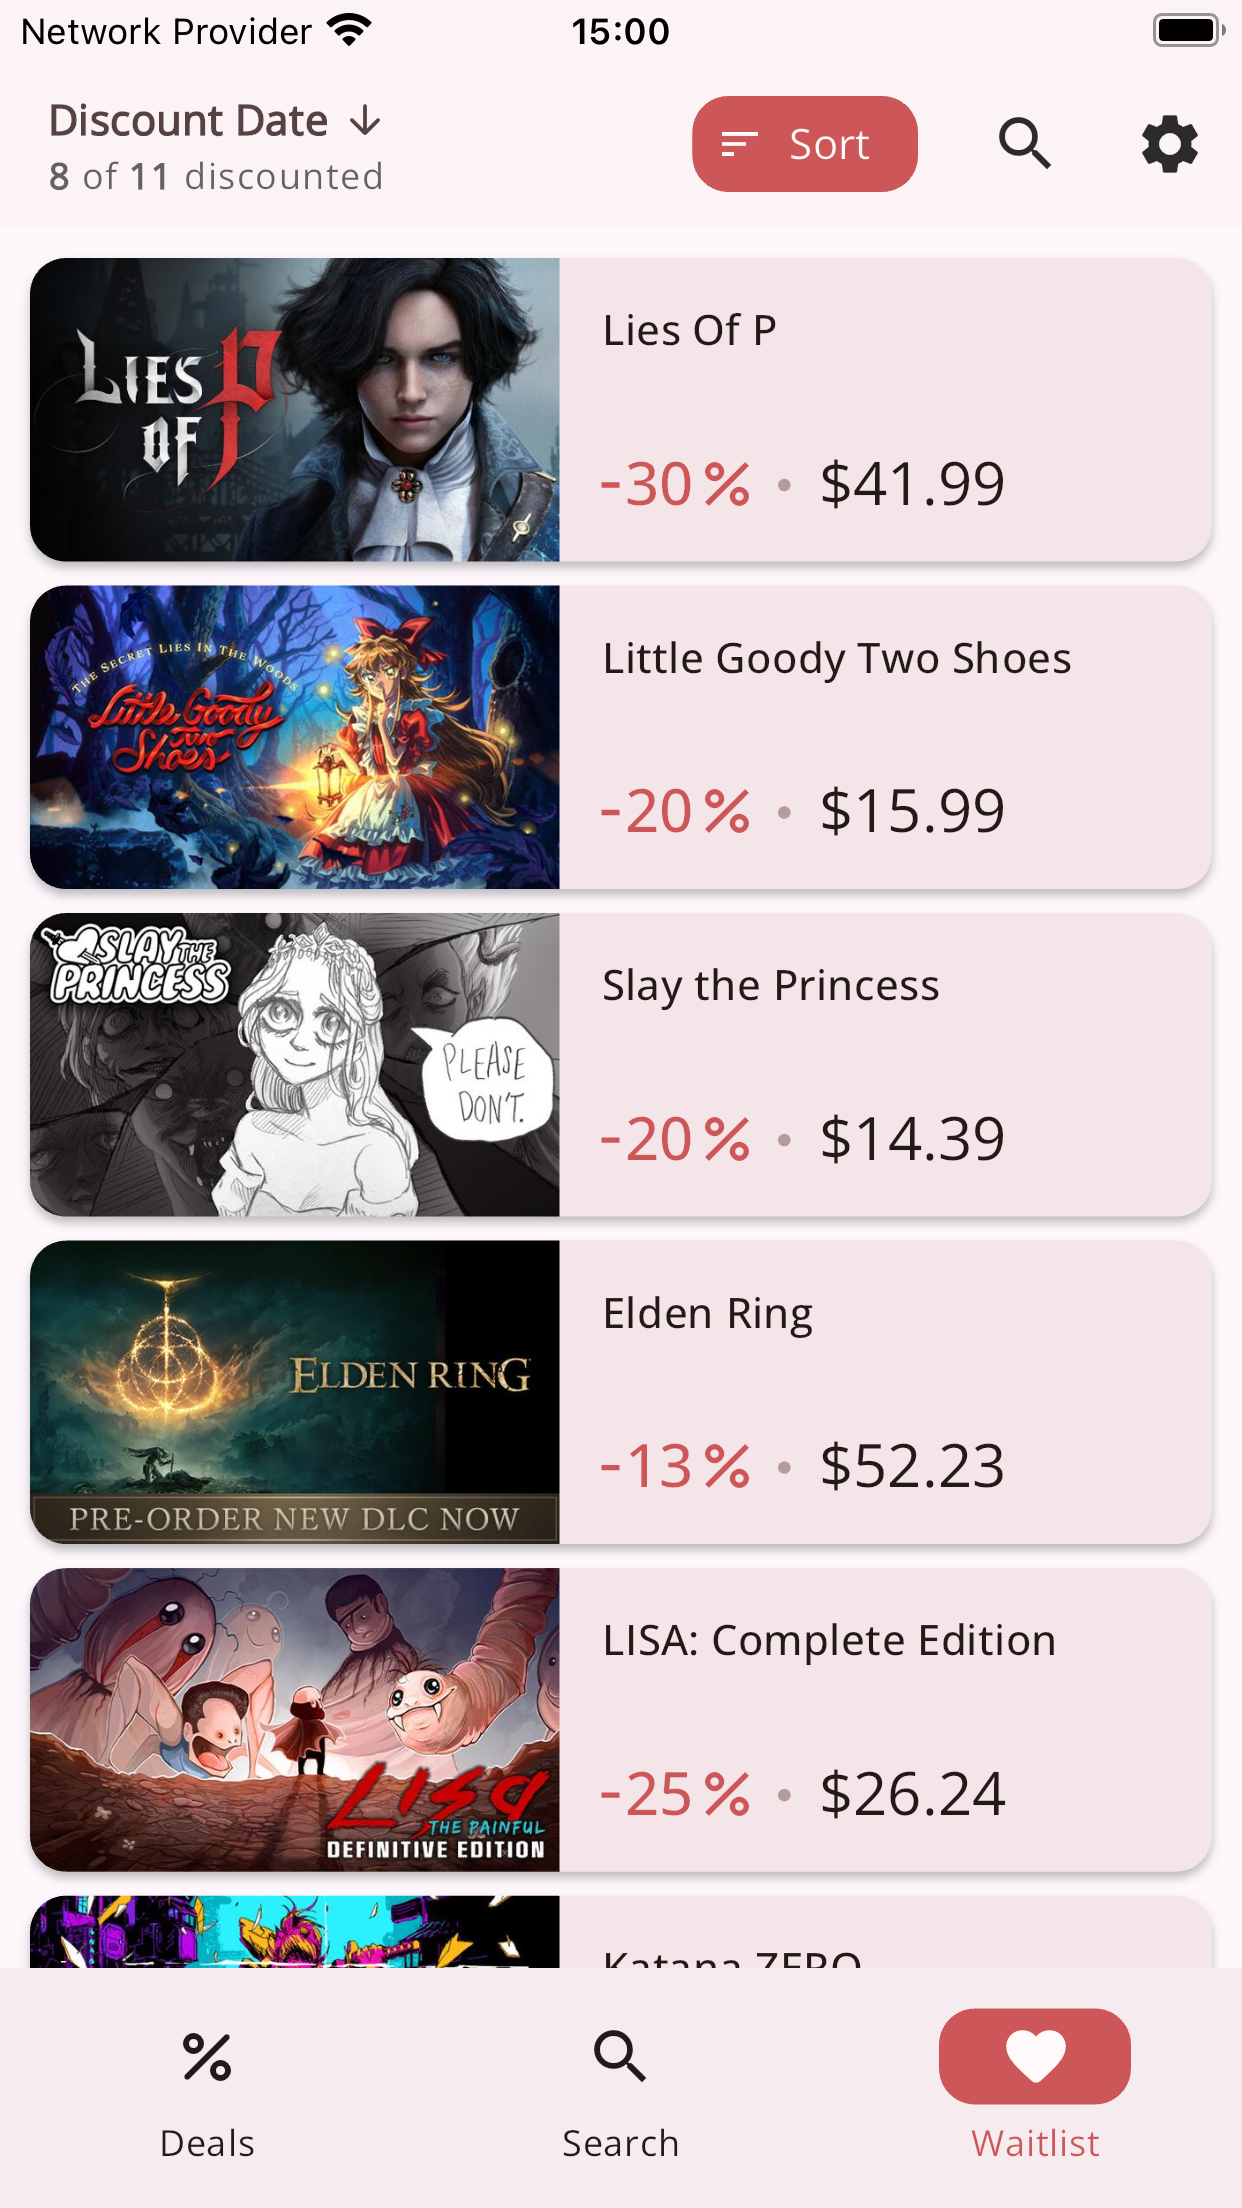 Network Provider
15:00
Discount Date
8 of 11 discounted
Sort
LIES OF P
Lies Of P
-30% • $41.99
THE SECRET LIES IN THE WOODS
Little Goody
Two
Shoes
Little Goody Two Shoes
-20% • $15.99
SLAY THE
PRINCESS
PLEASE
DON'T.
Slay the Princess
-20% • $14.39
ELDEN RING
PRE-ORDER NEW DLC NOW
Elden Ring
-13% • $52.23
LISA
THE PAINFUL
DEFINITIVE EDITION
LISA: Complete Edition
-25% • $26.24
Katana ZERO
Deals
Search
Waitlist